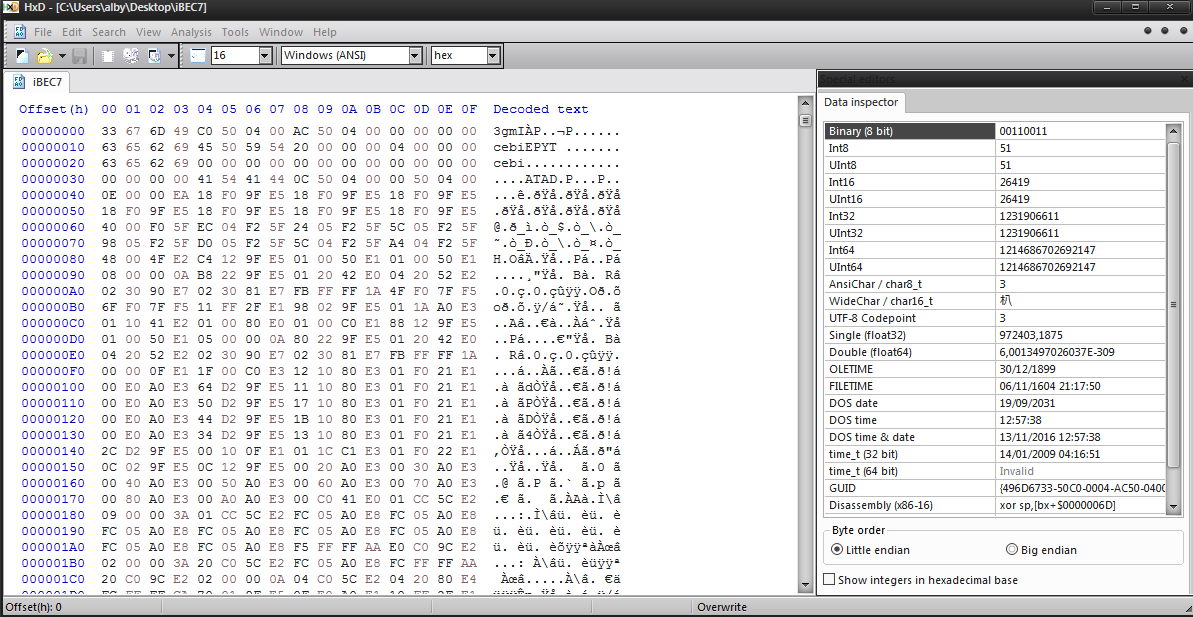 HxD - [C:\Users\alby\Desktop\iBEC7]
File Edit Search View Analysis Tools Window Help
16 Windows (ANSI) hex
iBEC7
Offset(h) 00 01 02 03 04 05 06 07 08 09 0A 0B 0C 0D 0E 0F Decoded text
00000000 33 67 6D 49 C0 50 04 00 AC 50 04 00 00 00 00 00 3gmIÀP..¬P......
00000010 63 65 62 69 45 50 59 54 20 00 00 00 04 00 00 00 cebiEPYT .......
00000020 63 65 62 69 00 00 00 00 00 00 00 00 00 00 00 00 cebi............
00000030 00 00 00 00 41 54 41 44 0C 50 04 00 00 50 04 00 ....ATAD.P...P..
00000040 0E 00 00 EA 18 F0 9F E5 18 F0 9F E5 18 F0 9F E5 ...ê.ðŸå.ðŸå.ðŸå
00000050 18 F0 9F E5 18 F0 9F E5 18 F0 9F E5 18 F0 9F E5 .ðŸå.ðŸå.ðŸå.ðŸå
00000060 40 00 F0 5F EC 04 F2 5F 24 05 F2 5F 5C 05 F2 5F @.ð_ì.ò_$.ò_\.ò_
00000070 98 05 F2 5F D0 05 F2 5F 5C 04 F2 5F A4 04 F2 5F ˜.ò_Ð.ò_\.ò_¤.ò_
00000080 48 00 4F E2 C4 12 9F E5 01 00 50 E1 01 00 50 E1 H.OâÄ.Ÿå..Pá..Pá
00000090 08 00 00 0A B8 22 9F E5 01 20 42 E0 04 20 52 E2 ....¸"Ÿå. Bà. Râ
000000A0 02 30 90 E7 02 30 81 E7 FB FF FF 1A 4F F0 7F F5 .0.ç.0.çûÿÿ.Oð.õ
000000B0 6F F0 7F F5 11 FF 2F E1 98 02 9F E5 01 1A A0 E3 oð.õ.ÿ/á˜.Ÿå.. ã
000000C0 01 10 41 E2 01 00 80 E0 01 00 C0 E1 88 12 9F E5 ..Aâ..€à..Àáˆ.Ÿå
000000D0 01 00 50 E1 05 00 00 0A 80 22 9F E5 01 20 42 E0 ..Pá....€"Ÿå. Bà
000000E0 04 20 52 E2 02 30 90 E7 02 30 81 E7 FB FF FF 1A . Râ.0.ç.0.çûÿÿ.
000000F0 00 00 0F E1 1F 00 C0 E3 12 10 80 E3 01 F0 21 E1 ...á..Àã..€ã.ð!á
00000100 00 E0 A0 E3 64 D2 9F E5 11 10 80 E3 01 F0 21 E1 .à ãdÒŸå..€ã.ð!á
00000110 00 E0 A0 E3 50 D2 9F E5 17 10 80 E3 01 F0 21 E1 .à ãPÒŸå..€ã.ð!á
00000120 00 E0 A0 E3 44 D2 9F E5 1B 10 80 E3 01 F0 21 E1 .à ãDÒŸå..€ã.ð!á
00000130 00 E0 A0 E3 34 D2 9F E5 13 10 80 E3 01 F0 21 E1 .à ã4ÒŸå..€ã.ð!á
00000140 2C D2 9F E5 00 10 0F E1 01 1C C1 E3 01 F0 22 E1 ,ÒŸå...á..Áã.ð"á
00000150 0C 02 9F E5 0C 12 9F E5 00 20 A0 E3 00 30 A0 E3 ..Ÿå..Ÿå. ã.0 ã
00000160 00 40 A0 E3 00 50 A0 E3 00 60 A0 E3 00 70 A0 E3 .@ ã.P ã.` ã.p ã
00000170 00 80 A0 E3 00 A0 A0 E3 00 C0 41 E0 01 CC 5C E2 .€ ã. ã.ÀAà.Ì\â
00000180 09 00 00 3A 01 CC 5C E2 FC 05 A0 E8 FC 05 A0 E8 ...:.Ì\âü. èü. è
00000190 FC 05 A0 E8 FC 05 A0 E8 FC 05 A0 E8 FC 05 A0 E8 ü. èü. èü. èü. è
000001A0 FC 05 A0 E8 FC 05 A0 E8 F5 FF FF AA E0 C0 9C E2 ü. èü. èõÿÿªàÀœâ
000001B0 02 00 00 3A 20 C0 5C E2 FC 05 A0 E8 FC FF FF AA ...: À\âü. èüÿÿª
000001C0 20 C0 9C E2 02 00 00 0A 04 C0 5C E2 04 20 80 E4 Àœâ.....À\â. €ä
Special editors
Data inspector
Binary (8 bit) 00110011
Int8 51
UInt8 51
Int16 26419
UInt16 26419
Int32 1231906611
UInt32 1231906611
Int64 1214686702692147
UInt64 1214686702692147
AnsiChar / char8_t 3
WideChar / char16_t 朳
UTF-8 Codepoint 3
Single (float32) 972403,1875
Double (float64) 6,0013497026037E-309
OLETIME 30/12/1899
FILETIME 06/11/1604 21:17:50
DOS date 19/09/2031
DOS time 12:57:38
DOS time & date 13/11/2016 12:57:38
time_t (32 bit) 14/01/2009 04:16:51
time_t (64 bit) Invalid
GUID {496D6733-50C0-0004-AC50-0400
Disassembly (x86-16) xor sp,[bx+$0000006D]
Byte order
Little endian Big endian
Show integers in hexadecimal base
Offset(h): 0 Overwrite